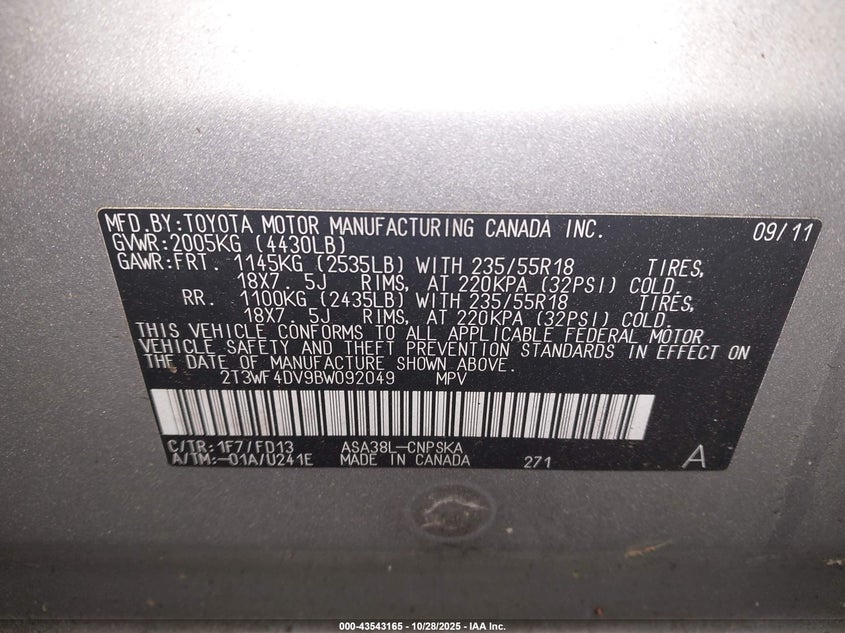 MFD.BY:TOYOTA MOTOR MANUFACTURING CANADA INC. 09/11
GVWR:2005KG (4430LB)
GAWR:FRT. 1145KG (2535LB) WITH 235/55R18 TIRES,
18X7. 5J RIMS, AT 220KPA (32PSI) COLD.
RR. 1100KG (2435LB) WITH 235/55R18 TIRES,
18X7. 5J RIMS, AT 220KPA (32PSI) COLD.
THIS VEHICLE CONFORMS TO ALL APPLICABLE FEDERAL MOTOR
VEHICLE SAFETY AND THEFT PREVENTION STANDARDS IN EFFECT ON
THE DATE OF MANUFACTURE SHOWN ABOVE.
2T3WF4DV9BW092049 MPV
C/TR:1F7/FD13 ASA38L-CNPSKA
A/TM:-01A/U241E MADE IN CANADA 271 A
000-43543165 - 10/28/2025 - IAA Inc.